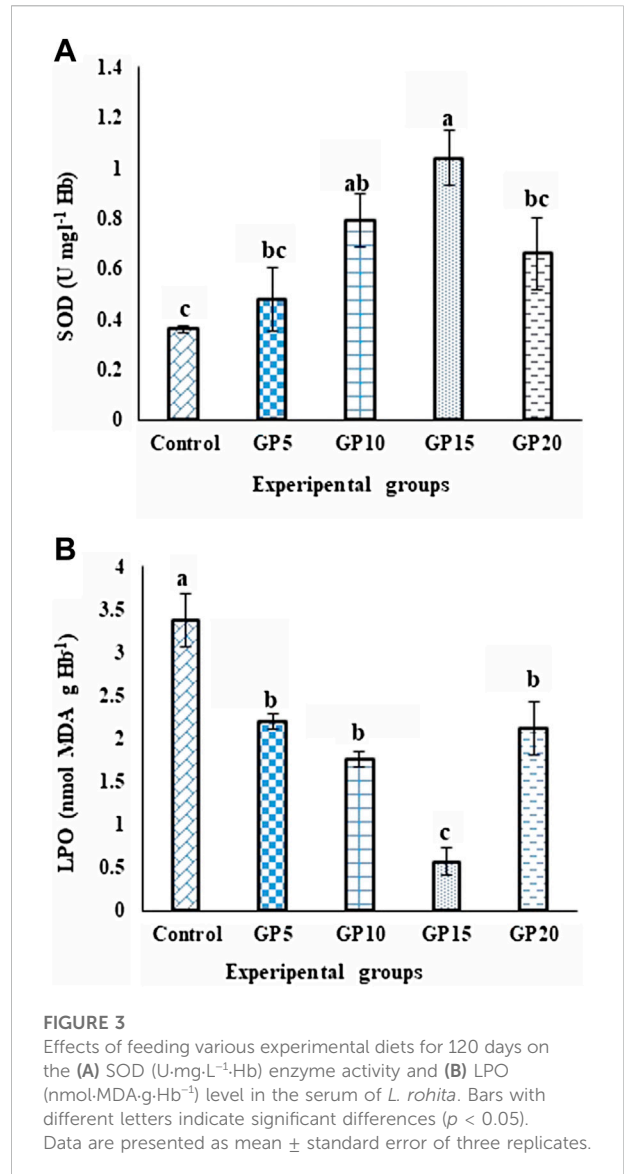 A
1.4
1.2
1
0.8
0.6
0.4
0.2
0
SOD (U mgl⁻¹ Hb)
c
bc
ab
a
bc
Control GP5 GP10 GP15 GP20
Experipental groups
B
4
3.5
3
2.5
2
1.5
1
0.5
0
LPO (nmol MDA g Hb⁻¹)
a
b
b
c
b
Control GP5 GP10 GP15 GP20
Experipental groups
FIGURE 3
Effects of feeding various experimental diets for 120 days on
the (A) SOD (U·mg·L⁻¹·Hb) enzyme activity and (B) LPO
(nmol·MDA·g·Hb⁻¹) level in the serum of L. rohita. Bars with
different letters indicate significant differences (p < 0.05).
Data are presented as mean ± standard error of three replicates.